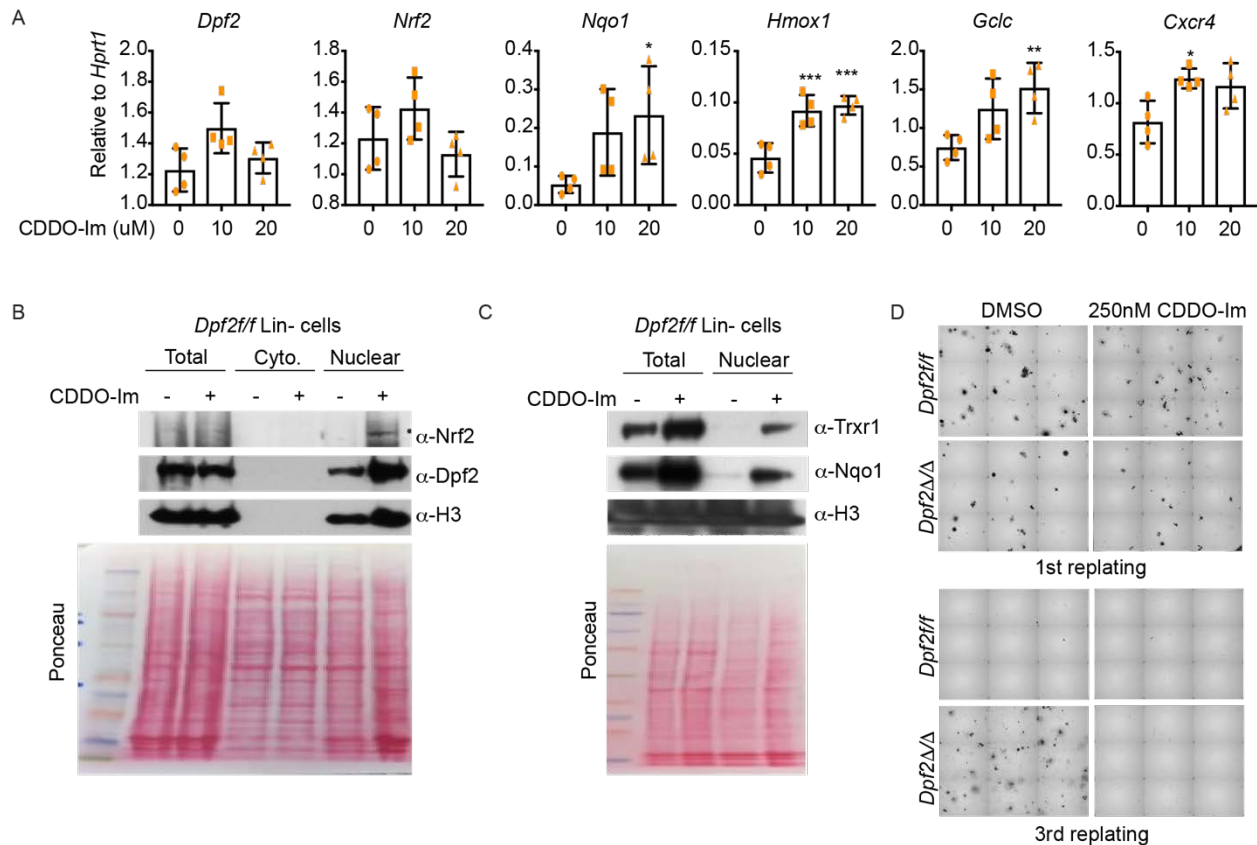 A
Dpf2 Nrf2 Nqo1 Hmox1 Gclc Cxcr4
Relative to Hprt1
2.0 1.8 0.4 0.15 2.0 1.5
1.8 1.6 0.3 0.10 1.5 1.0
1.6 1.4 0.2 0.05 1.0 0.5
1.4 1.2 0.1 0.00 0.5 0.0
1.2 1.0 0.0 0.0
1.0 0.8
* *** *** ** *
CDDO-Im (uM) 0 10 20 0 10 20 0 10 20 0 10 20 0 10 20 0 10 20
B
Dpf2f/f Lin- cells
Total Cyto. Nuclear
CDDO-Im - + - + - +
α-Nrf2
α-Dpf2
α-H3
Ponceau
C
Dpf2f/f Lin- cells
Total Nuclear
CDDO-Im - + - +
α-Trxr1
α-Nqo1
α-H3
Ponceau
D
DMSO 250nM CDDO-Im
Dpf2f/f
Dpf2Δ/Δ
1st replating
Dpf2f/f
Dpf2Δ/Δ
3rd replating